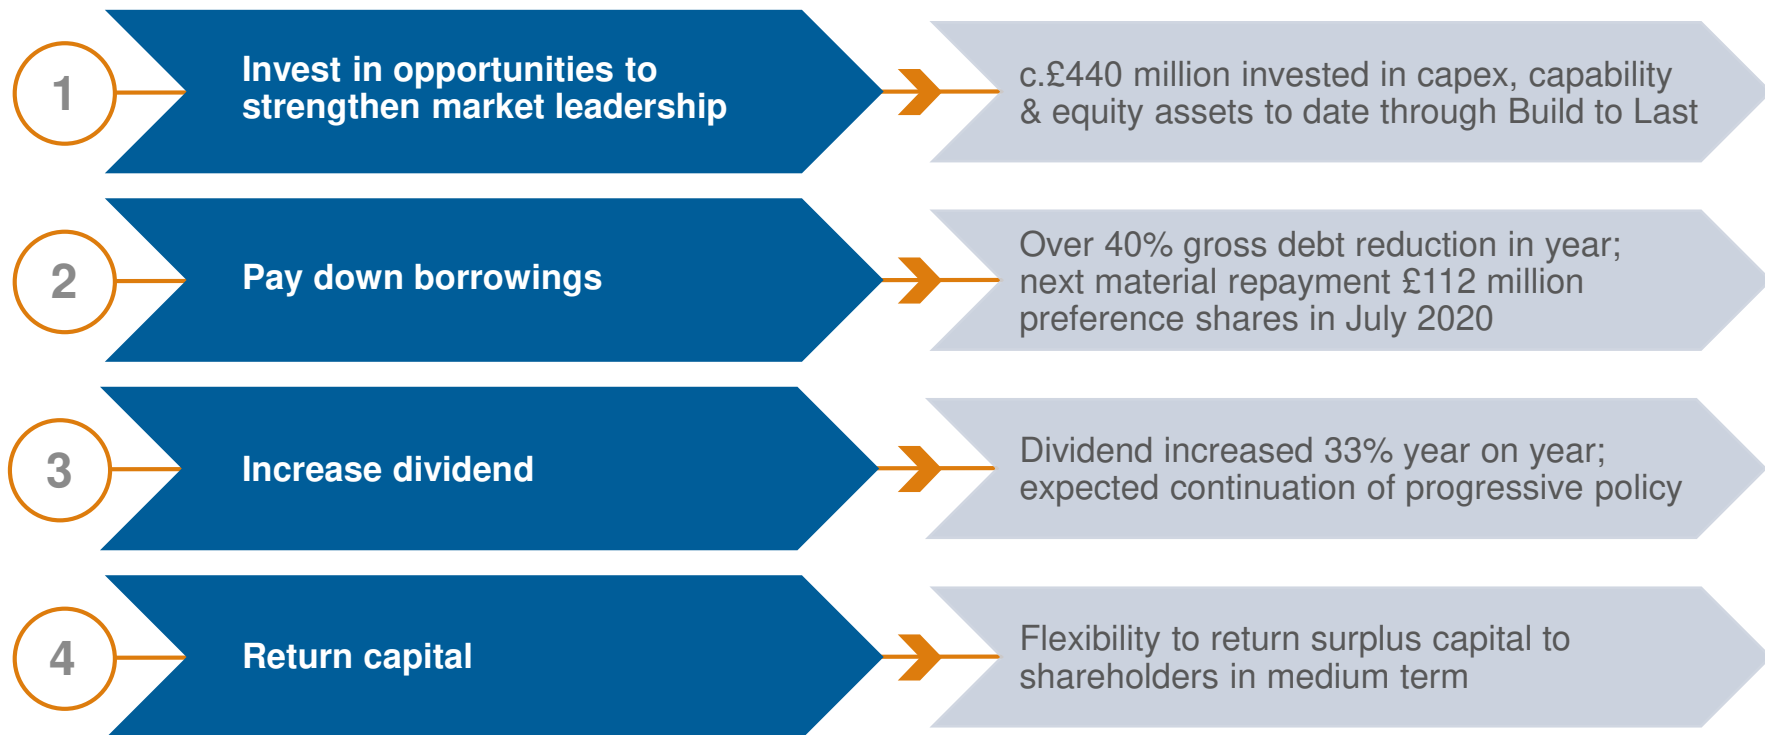 1
Invest in opportunities to
strengthen market leadership
c.£440 million invested in capex, capability
& equity assets to date through Build to Last
2
Pay down borrowings
Over 40% gross debt reduction in year;
next material repayment £112 million
preference shares in July 2020
3
Increase dividend
Dividend increased 33% year on year;
expected continuation of progressive policy
4
Return capital
Flexibility to return surplus capital to
shareholders in medium term